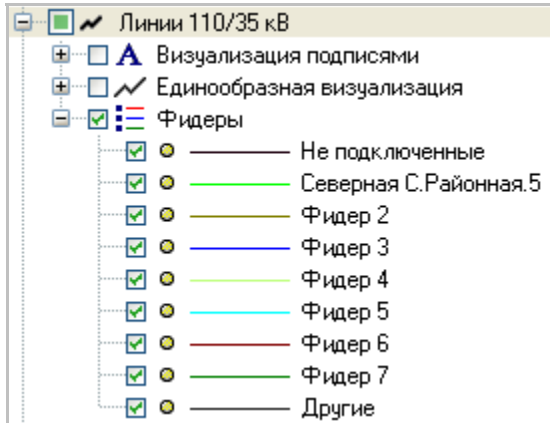 Линии 110/35 кВ
A Визуализация подписями
Единообразная визуализация
Фидеры
Не подключенные
Северная С.Районная.5
Фидер 2
Фидер 3
Фидер 4
Фидер 5
Фидер 6
Фидер 7
Другие